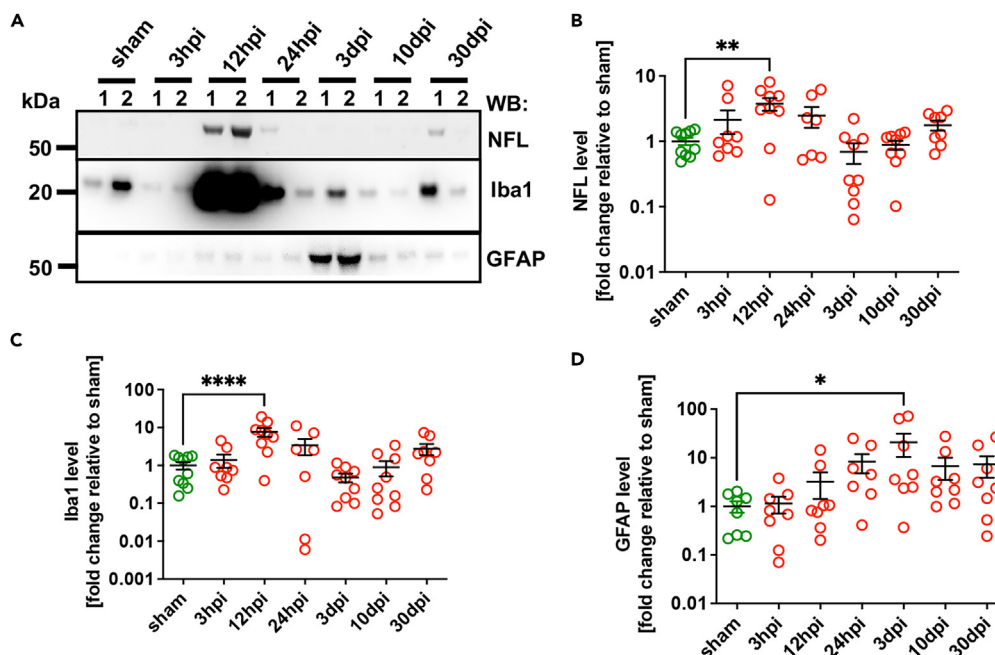 A
sham 3hpi 12hpi 24hpi 3dpi 10dpi 30dpi
kDa 1 2 1 2 1 2 1 2 1 2 1 2 1 2 WB:
50 NFL
20 Iba1
50 GFAP
B
**
NFL level
[fold change relative to sham]
10
1
0.1
0.01
sham 3hpi 12hpi 24hpi 3dpi 10dpi 30dpi
C
****
Iba1 level
[fold change relative to sham]
100
10
1
0.1
0.01
0.001
sham 3hpi 12hpi 24hpi 3dpi 10dpi 30dpi
D
*
GFAP level
[fold change relative to sham]
100
10
1
0.1
0.01
sham 3hpi 12hpi 24hpi 3dpi 10dpi 30dpi